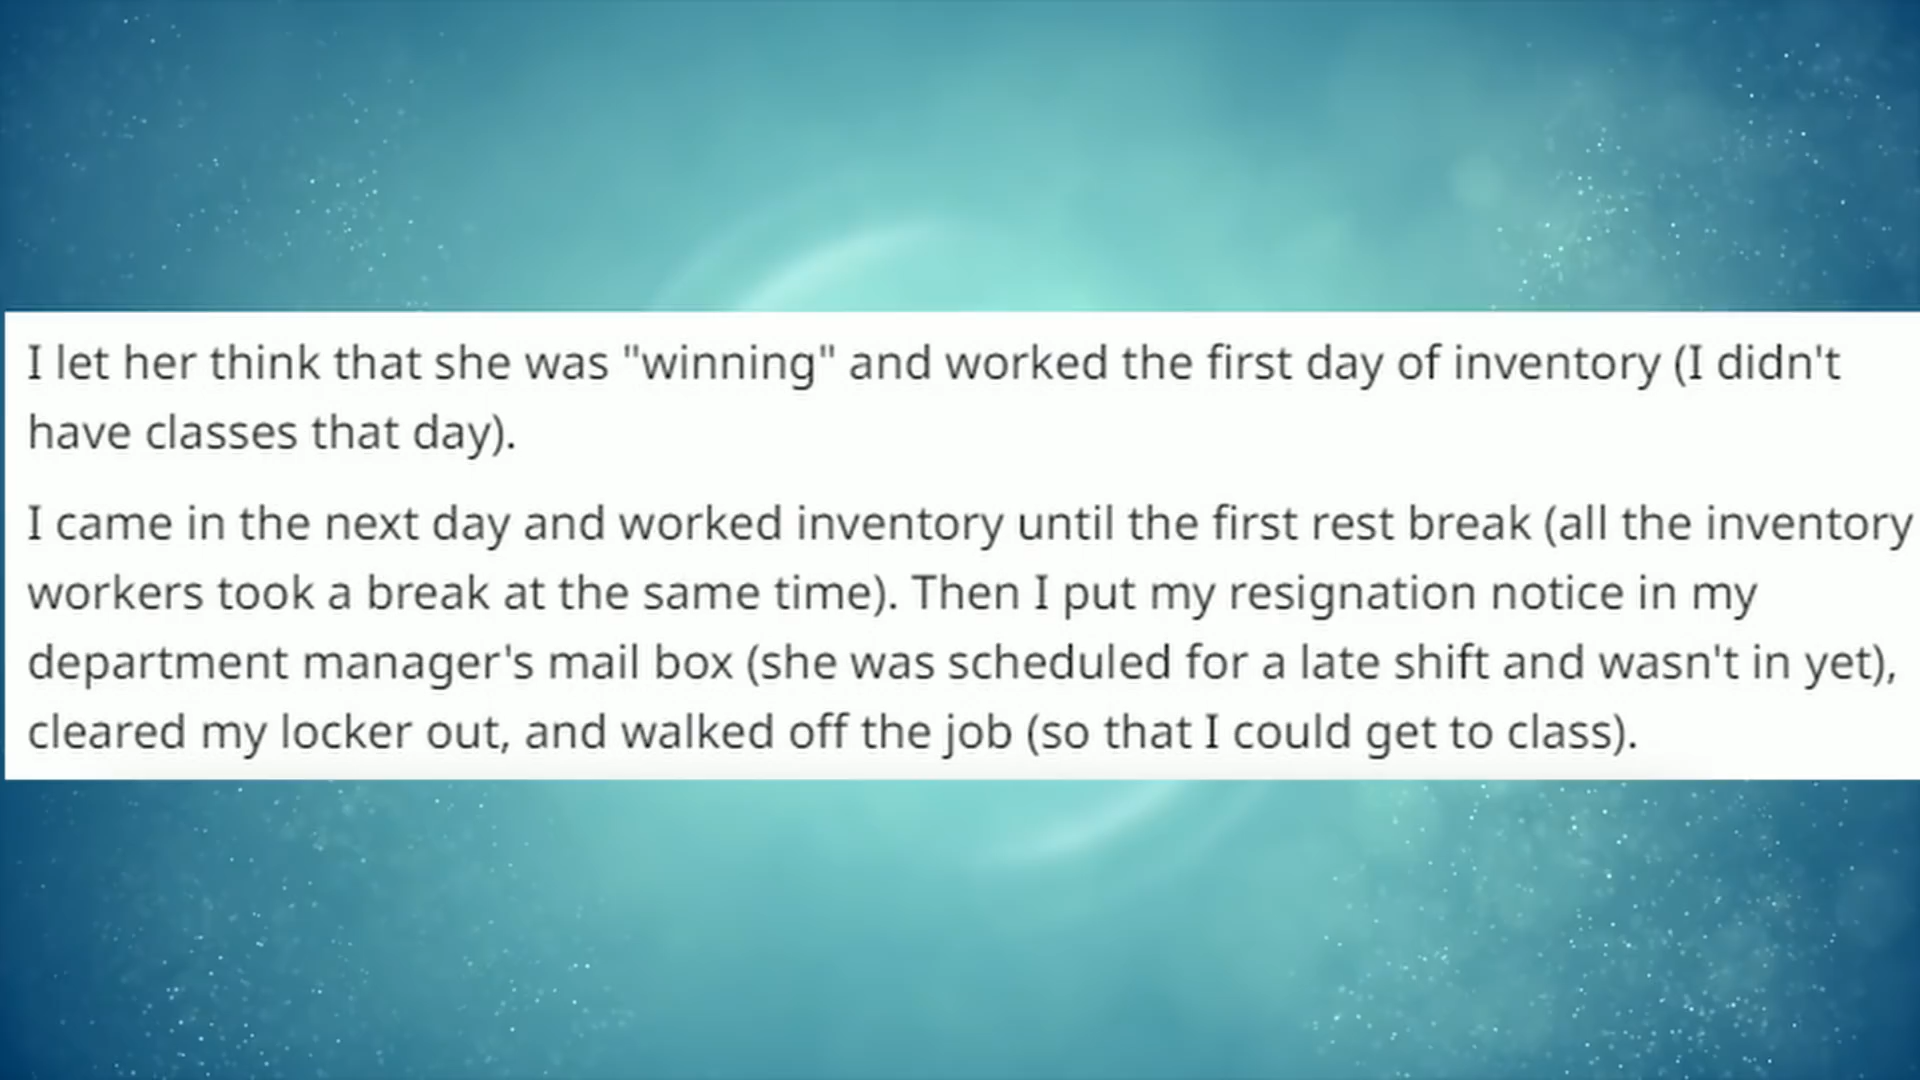 I let her think that she was "winning" and worked the first day of inventory (I didn't
have classes that day).
I came in the next day and worked inventory until the first rest break (all the inventory
workers took a break at the same time). Then I put my resignation notice in my
department manager's mail box (she was scheduled for a late shift and wasn't in yet),
cleared my locker out, and walked off the job (so that I could get to class).